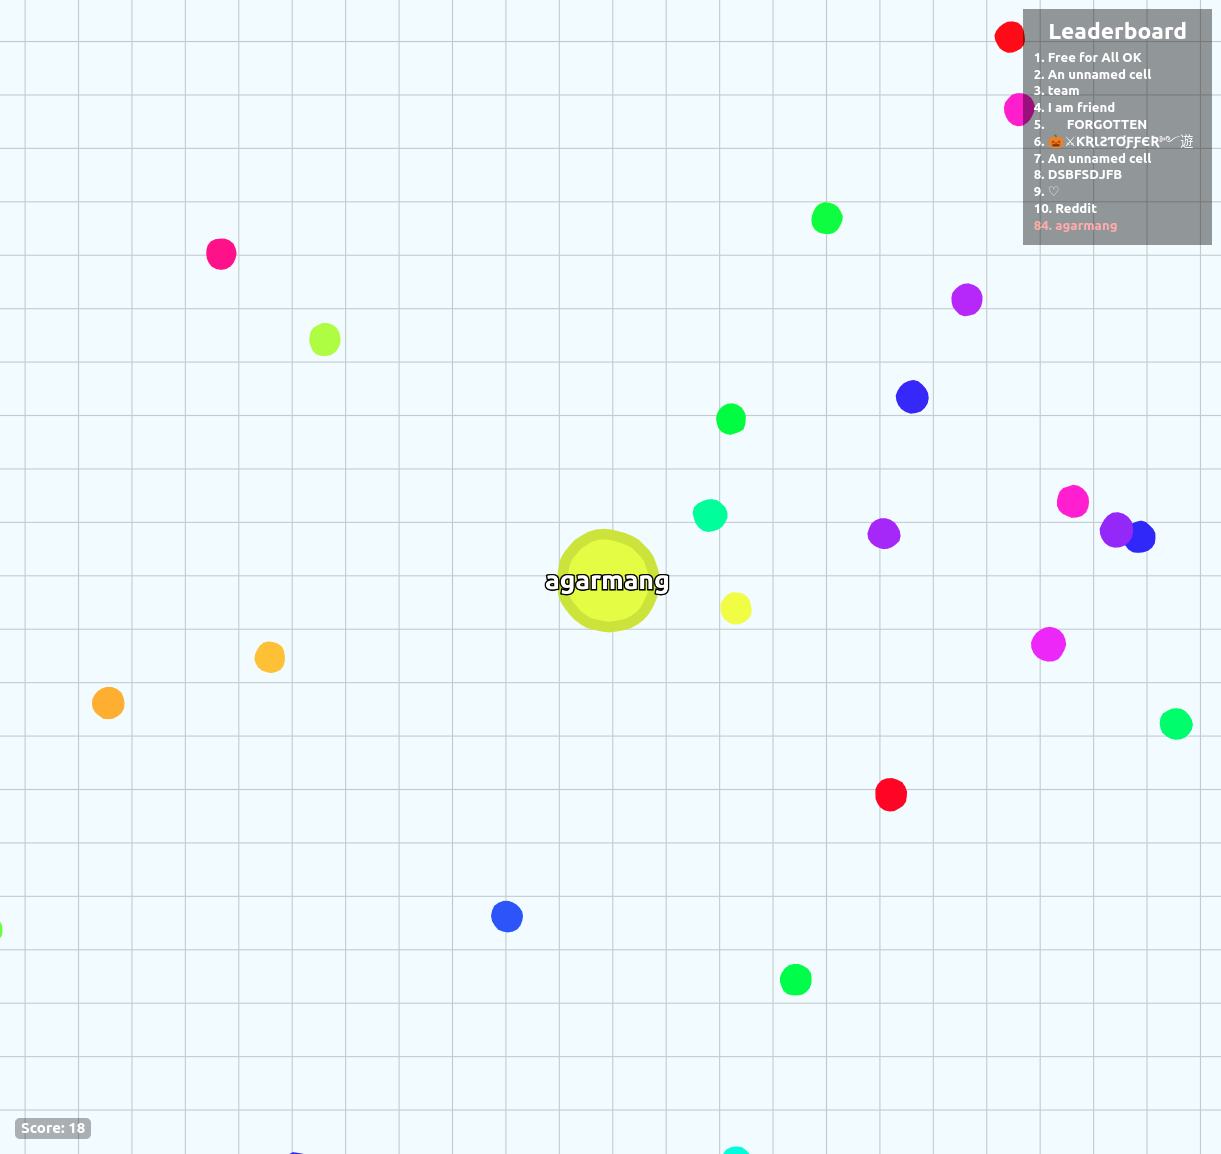 Leaderboard
1. Free for All OK
2. An unnamed cell
3. team
4. I am friend
5. FORGOTTEN
6. 🎃⚔
7. An unnamed cell
8. DSBFSDJFB
9. ♡
10. Reddit
84. agarmang
agarmang
Score: 18